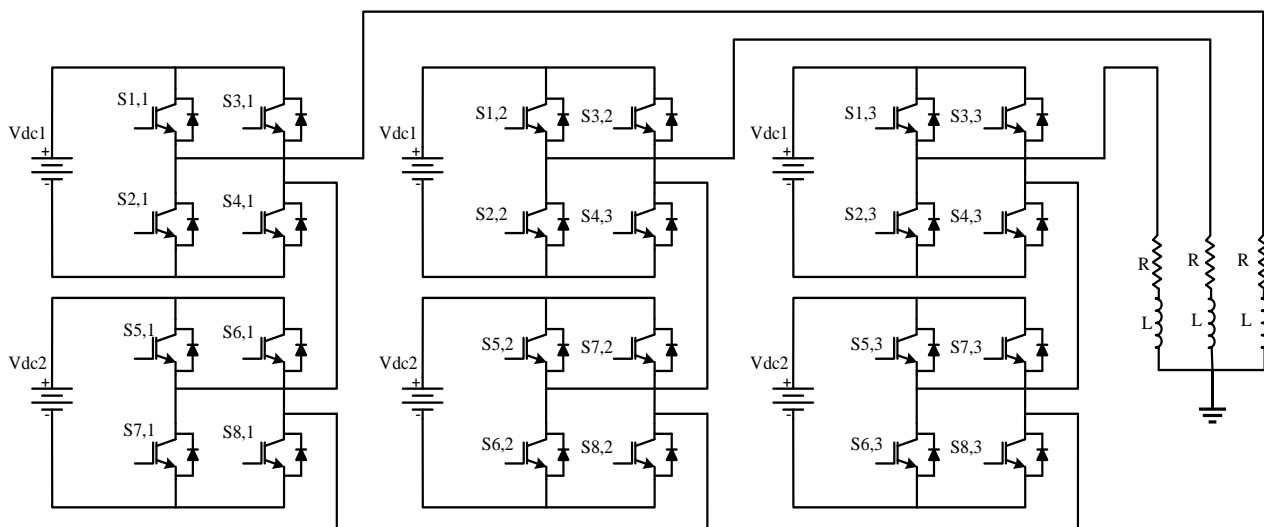 S1,1
S3,1
Vdc1
+
-
S2,1
S4,1
S5,1
S6,1
Vdc2
+
-
S7,1
S8,1
S1,2
S3,2
Vdc1
+
-
S2,2
S4,3
S5,2
S7,2
Vdc2
+
-
S6,2
S8,2
S1,3
S3,3
Vdc1
+
-
S2,3
S4,3
S5,3
S7,3
Vdc2
+
-
S6,3
S8,3
R
R
R
L
L
L